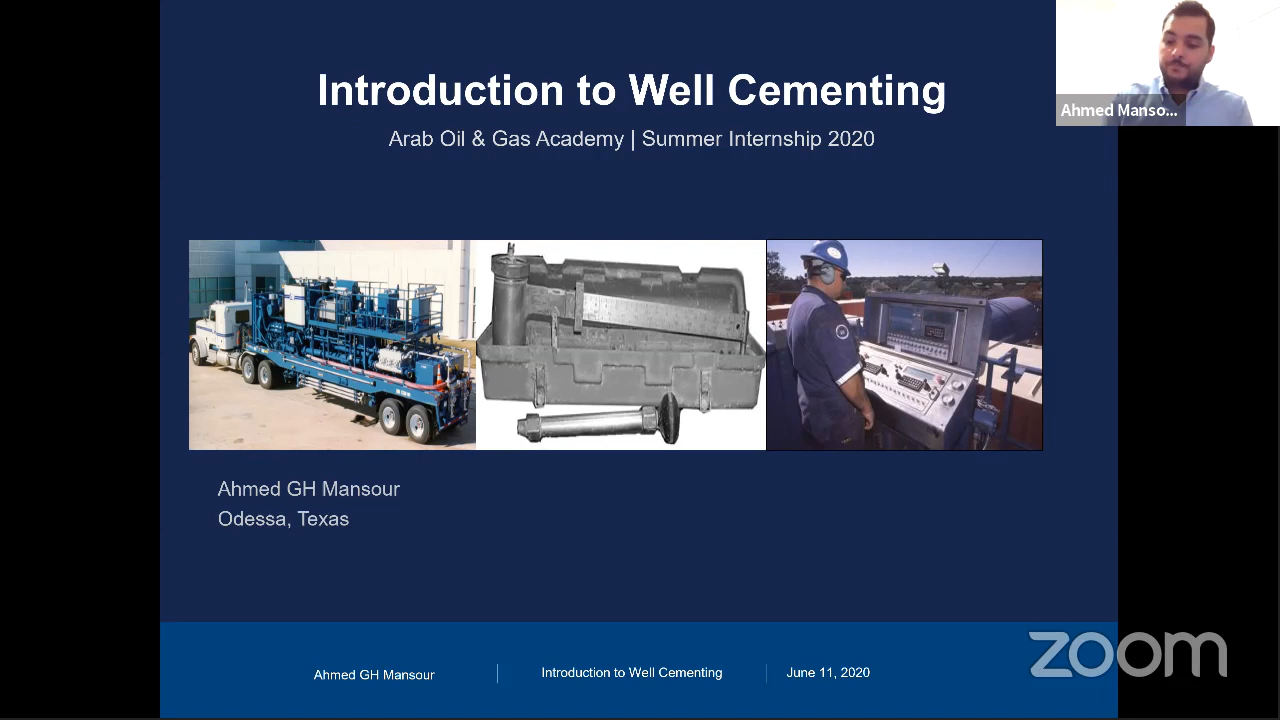 Introduction to Well Cementing
Arab Oil & Gas Academy | Summer Internship 2020
Ahmed Manso...
Ahmed GH Mansour
Odessa, Texas
Ahmed GH Mansour
Introduction to Well Cementing
June 11, 2020
zoom